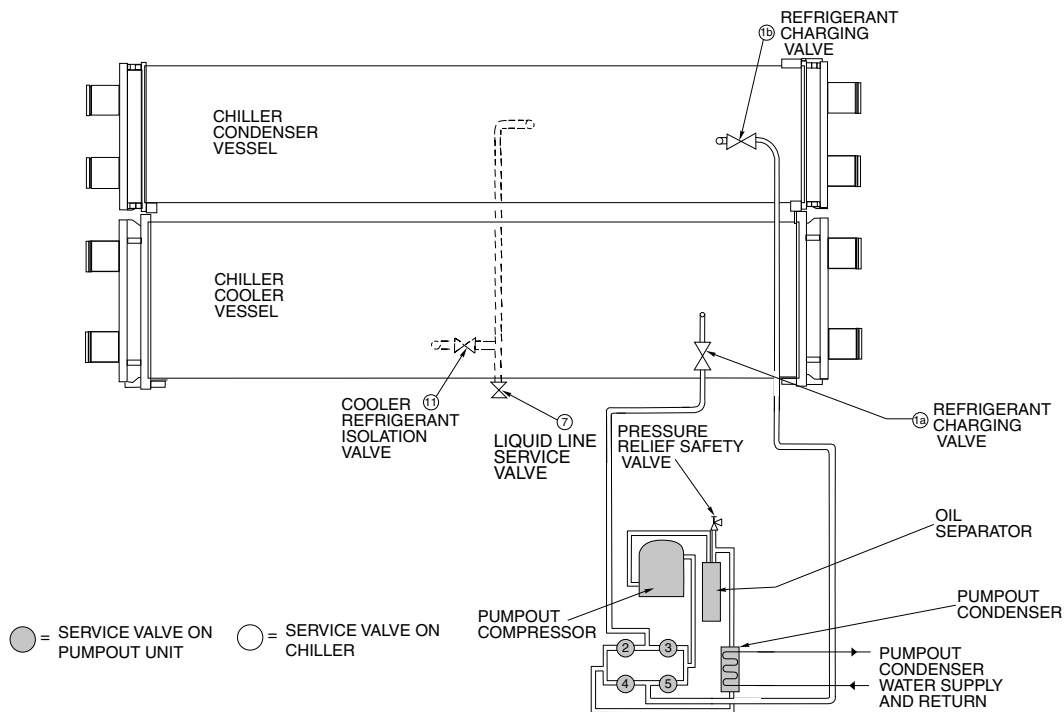 1b
REFRIGERANT
CHARGING
VALVE
CHILLER
CONDENSER
VESSEL
CHILLER
COOLER
VESSEL
11
COOLER
REFRIGERANT
ISOLATION
VALVE
7
LIQUID LINE
SERVICE
VALVE
PRESSURE
RELIEF SAFETY
VALVE
1a
REFRIGERANT
CHARGING
VALVE
OIL
SEPARATOR
PUMPOUT
COMPRESSOR
PUMPOUT
CONDENSER
= SERVICE VALVE ON
PUMPOUT UNIT
= SERVICE VALVE ON
CHILLER
2
3
4
5
PUMPOUT
CONDENSER
WATER SUPPLY
AND RETURN